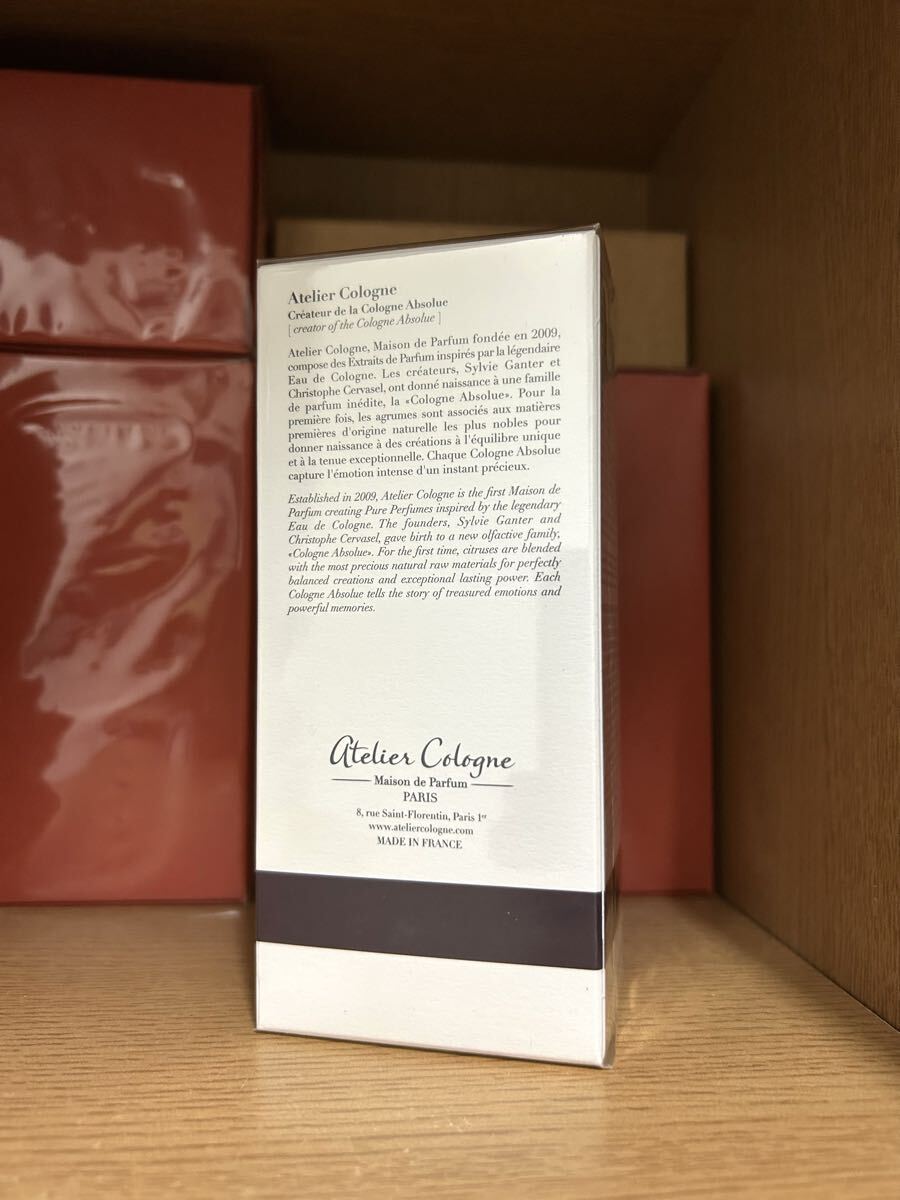 Atelier Cologne
Créateur de la Cologne Absolue
[ creator of the Cologne Absolue ]
Atelier Cologne, Maison de Parfum fondée en 2009,
compose des Extraits de Parfum inspirés par la légendaire
Eau de Cologne. Les créateurs, Sylvie Ganter et
Christophe Cervasel, ont donné naissance à une famille
de parfum inédite, la «Cologne Absolue». Pour la
première fois, les agrumes sont associés aux matières
premières d'origine naturelle les plus nobles pour
donner naissance à des créations à l'équilibre unique
et à la tenue exceptionnelle. Chaque Cologne Absolue
capture l'émotion intense d'un instant précieux.
Established in 2009, Atelier Cologne is the first Maison de
Parfum creating Pure Perfumes inspired by the legendary
Eau de Cologne. The founders, Sylvie Ganter and
Christophe Cervasel, gave birth to a new olfactive family,
«Cologne Absolue». For the first time, citruses are blended
with the most precious natural raw materials for perfectly
balanced creations and exceptional lasting power. Each
Cologne Absolue tells the story of treasured emotions and
powerful memories.
Atelier Cologne
Maison de Parfum
PARIS
8, rue Saint-Florentin, Paris 1er
www.ateliercologne.com
MADE IN FRANCE